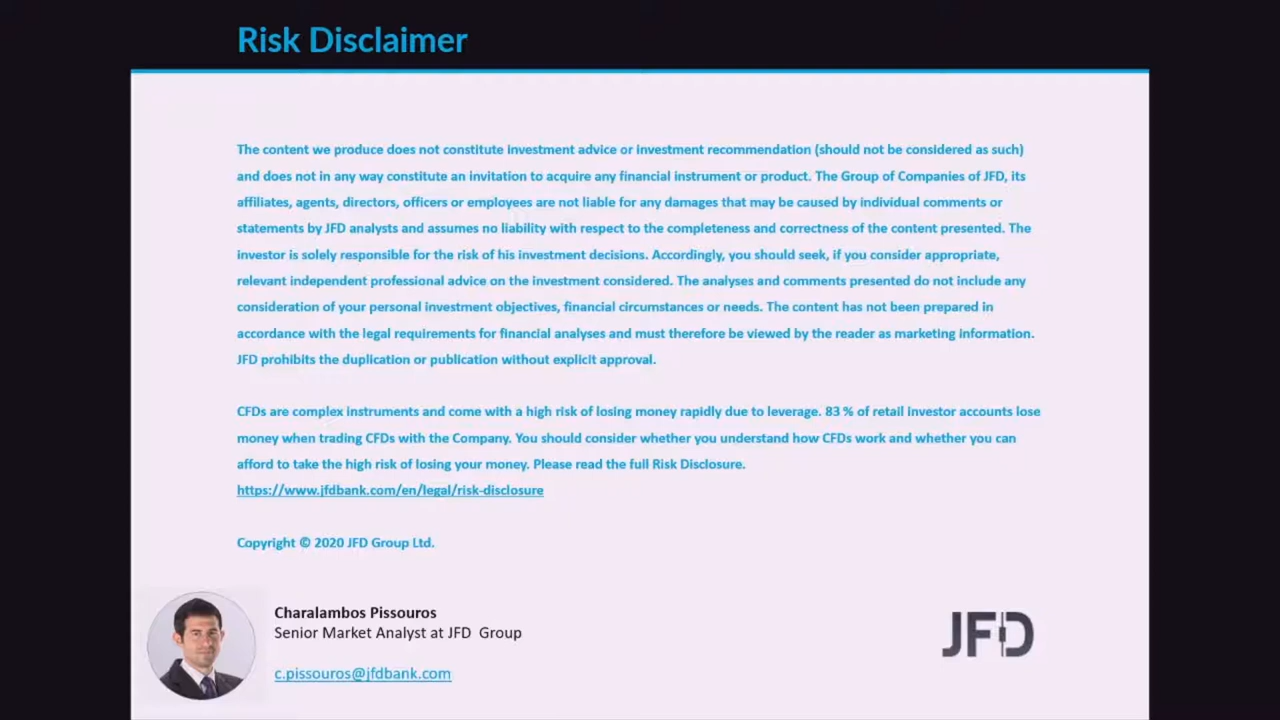 Risk Disclaimer
The content we produce does not constitute investment advice or investment recommendation (should not be considered as such)
and does not in any way constitute an invitation to acquire any financial instrument or product. The Group of Companies of JFD, its
affiliates, agents, directors, officers or employees are not liable for any damages that may be caused by individual comments or
statements by JFD analysts and assumes no liability with respect to the completeness and correctness of the content presented. The
investor is solely responsible for the risk of his investment decisions. Accordingly, you should seek, if you consider appropriate,
relevant independent professional advice on the investment considered. The analyses and comments presented do not include any
consideration of your personal investment objectives, financial circumstances or needs. The content has not been prepared in
accordance with the legal requirements for financial analyses and must therefore be viewed by the reader as marketing information.
JFD prohibits the duplication or publication without explicit approval.
CFDs are complex instruments and come with a high risk of losing money rapidly due to leverage. 83 % of retail investor accounts lose
money when trading CFDs with the Company. You should consider whether you understand how CFDs work and whether you can
afford to take the high risk of losing your money. Please read the full Risk Disclosure.
https://www.jfdbank.com/en/legal/risk-disclosure
Copyright © 2020 JFD Group Ltd.
Charalambos Pissouros
Senior Market Analyst at JFD Group
c.pissouros@jfdbank.com
JFD